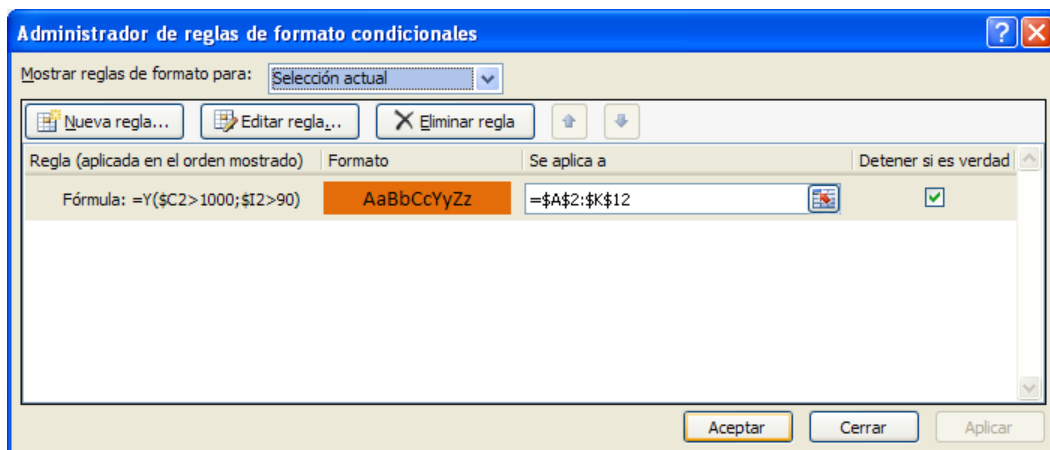 Administrador de reglas de formato condicionales
Mostrar reglas de formato para: Selección actual
Nueva regla... Editar regla... Eliminar regla
Regla (aplicada en el orden mostrado) Formato Se aplica a Detener si es verdad
Fórmula: =Y($C2>1000;$I2>90) AaBbCcYyZz =$A$2:$K$12
Aceptar Cerrar Aplicar